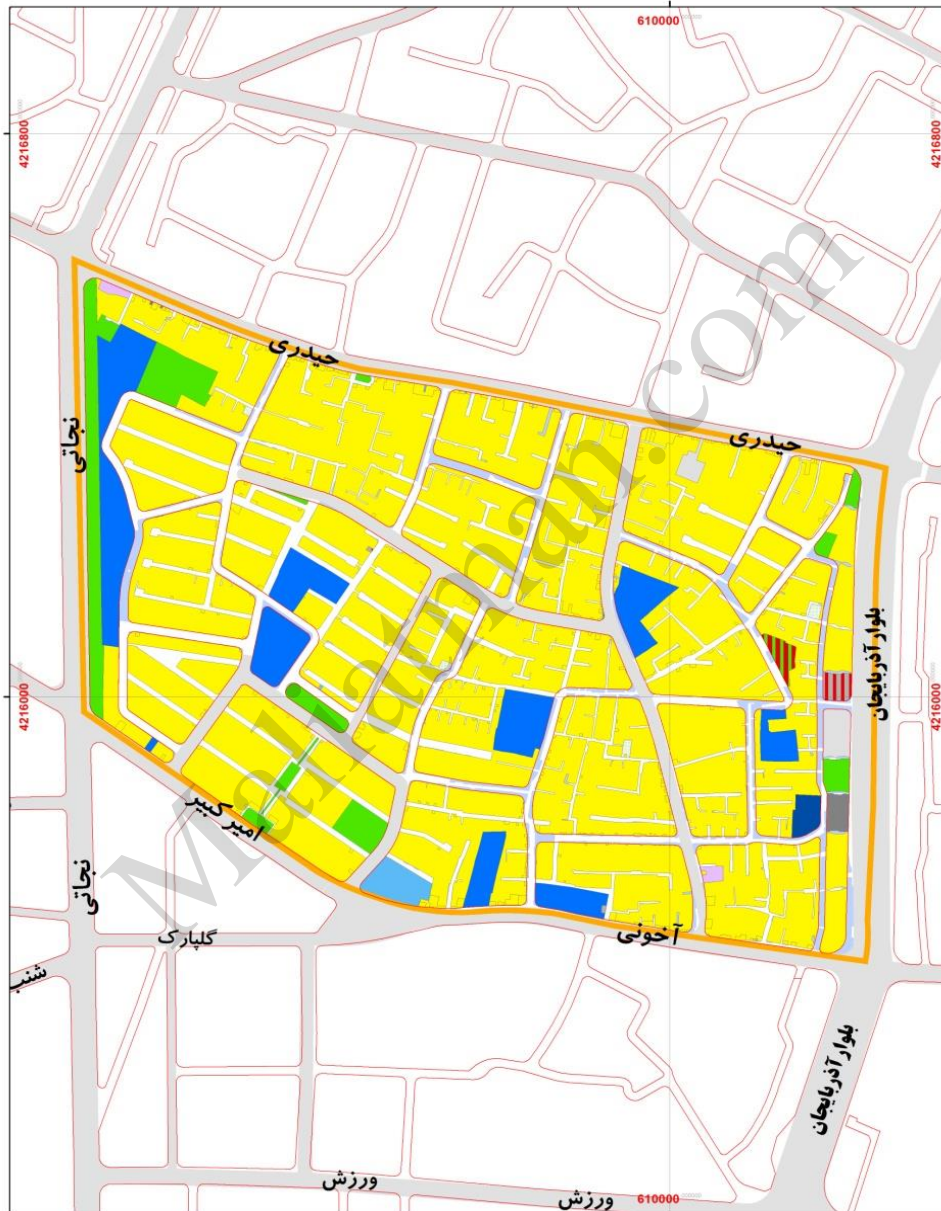 610000
4216800
4216800
حیدری
حیدری
نجاتی
بلوار آذربایجان
4216000
4216000
امیر کبیر
نجاتی
آخونی
گلپارک
شنب
بلوار آذربایجان
ورزش
ورزش
610000
Maliatman.com